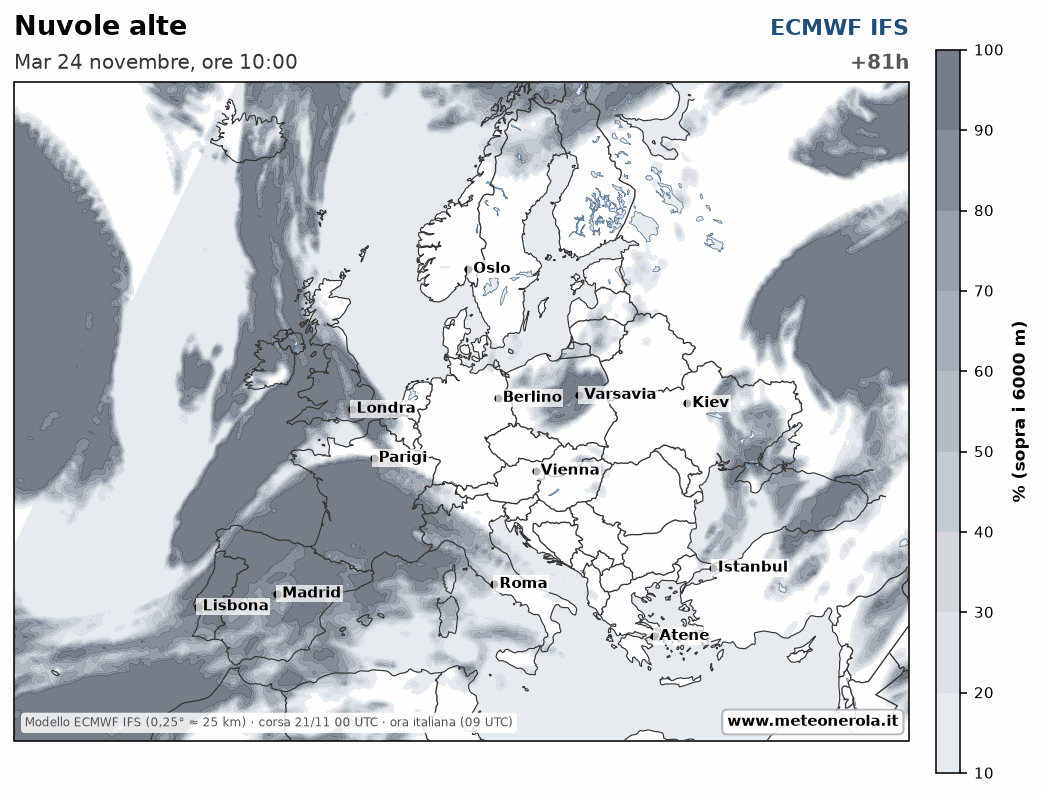 Nuvole alte
ECMWF IFS
Mar 24 novembre, ore 10:00
+81h
100
90
80
70
60
50
40
30
20
10
% (sopra i 6000 m)
Oslo
Berlino
Varsavia
Kiev
Londra
Parigi
Vienna
Istanbul
Roma
Madrid
Lisbona
Atene
Modello ECMWF IFS (0,25° ≈ 25 km) · corsa 21/11 00 UTC · ora italiana (09 UTC)
www.meteonerola.it